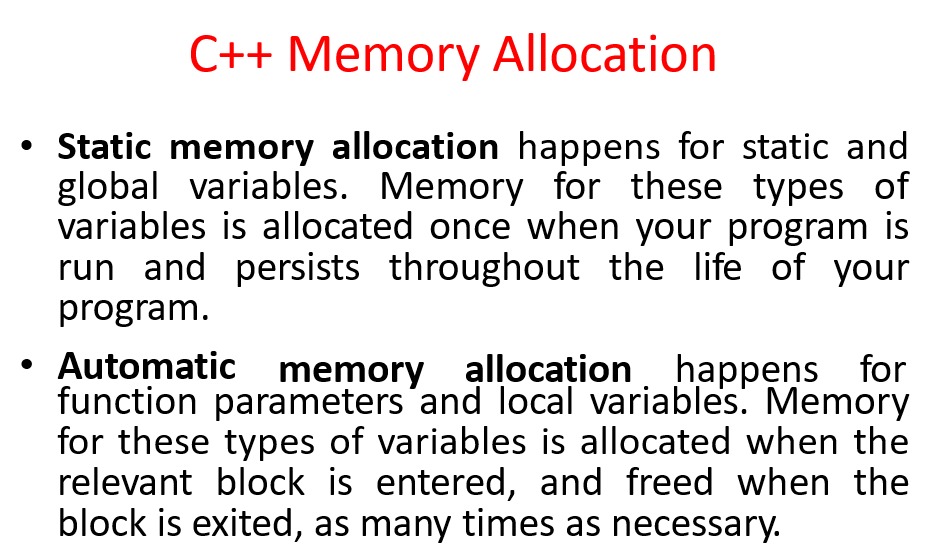 C++ Memory Allocation
• Static memory allocation happens for static and
global variables. Memory for these types of
variables is allocated once when your program is
run and persists throughout the life of your
program.
• Automatic memory allocation happens for
function parameters and local variables. Memory
for these types of variables is allocated when the
relevant block is entered, and freed when the
block is exited, as many times as necessary.